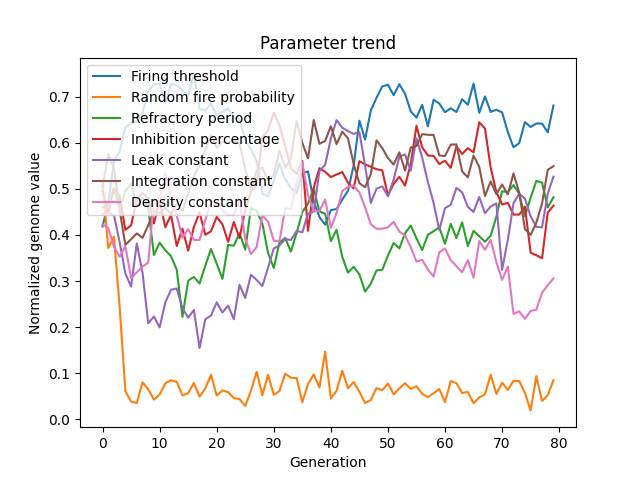 Parameter trend
Firing threshold
Random fire probability
Refractory period
Inhibition percentage
Leak constant
Integration constant
Density constant
Normalized genome value
0.7
0.6
0.5
0.4
0.3
0.2
0.1
0.0
0 10 20 30 40 50 60 70 80
Generation